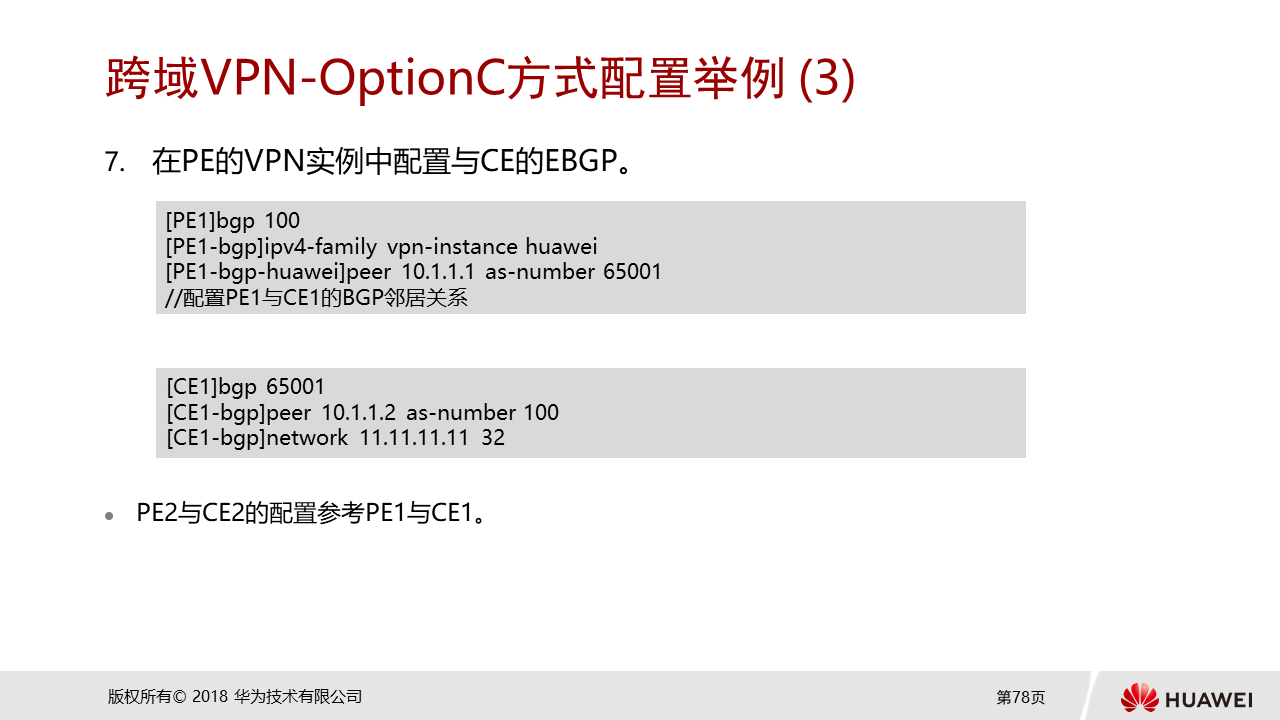 跨域VPN-OptionC方式配置举例 (3)
7. 在PE的VPN实例中配置与CE的EBGP。
[PE1]bgp 100
[PE1-bgp]ipv4-family vpn-instance huawei
[PE1-bgp-huawei]peer 10.1.1.1 as-number 65001
//配置PE1与CE1的BGP邻居关系
[CE1]bgp 65001
[CE1-bgp]peer 10.1.1.2 as-number 100
[CE1-bgp]network 11.11.11.11 32
● PE2与CE2的配置参考PE1与CE1。
版权所有© 2018 华为技术有限公司
第78页
HUAWEI